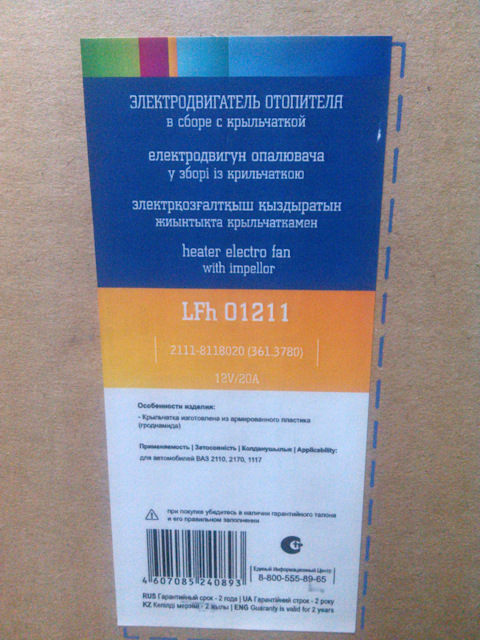 ЭЛЕКТРОДВИГАТЕЛЬ ОТОПИТЕЛЯ
в сборе с крыльчаткой
електродвигун опалювача
у зборі із крильчаткою
электрқозғалтқыш қыздыратын
жиынтықта крыльчаткамен
heater electro fan
with impellor
LFh 01211
2111-8118020 (361.3780)
12V/20A
Особенности изделия:
- Крыльчатка изготовлена из армированного пластика
(гроднамида)
Применяемость | Затосовність | Колданушылык | Applicability:
для автомобилей ВАЗ 2110, 2170, 1117
при покупке убедитесь в наличии гарантийного талона
и его правильном заполнении
4 607085 240893
Единый Информационный Центр
8-800-555-89-65
RUS Гарантийный срок - 2 года | UA Гарантійний строк - 2 року
KZ Кепілді мерзімі - 2 жылы | ENG Guaranty is valid for 2 years